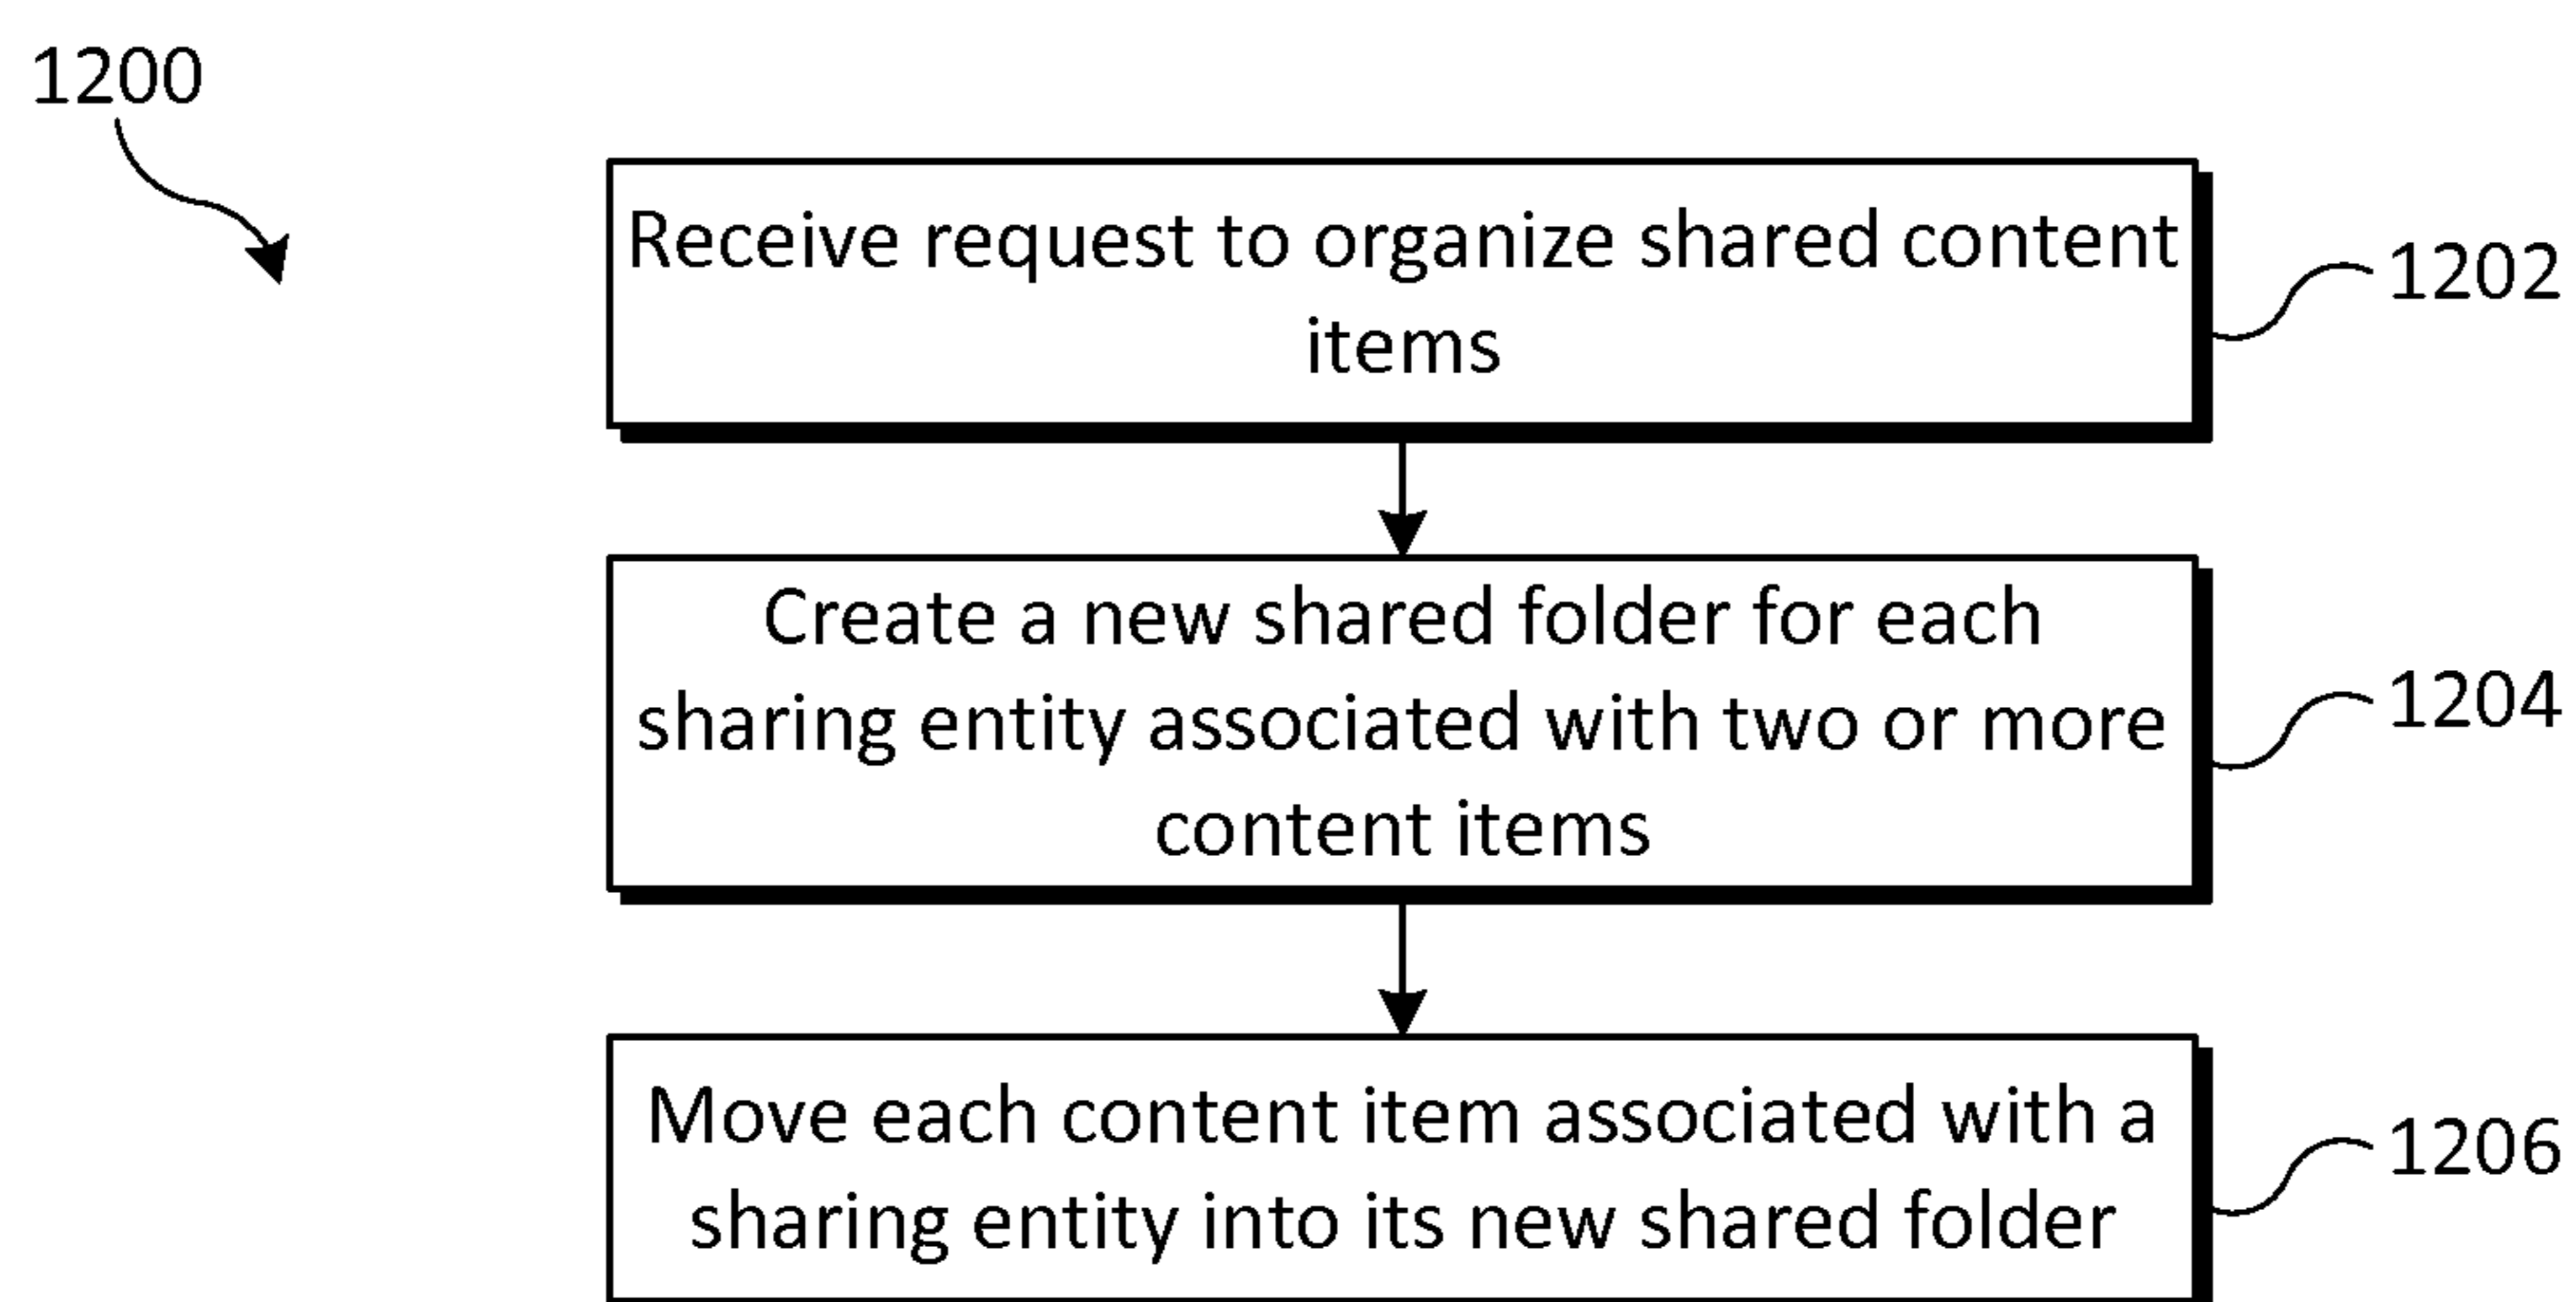 1200
Receive request to organize shared content
items
1202
Create a new shared folder for each
sharing entity associated with two or more
content items
1204
Move each content item associated with a
sharing entity into its new shared folder
1206